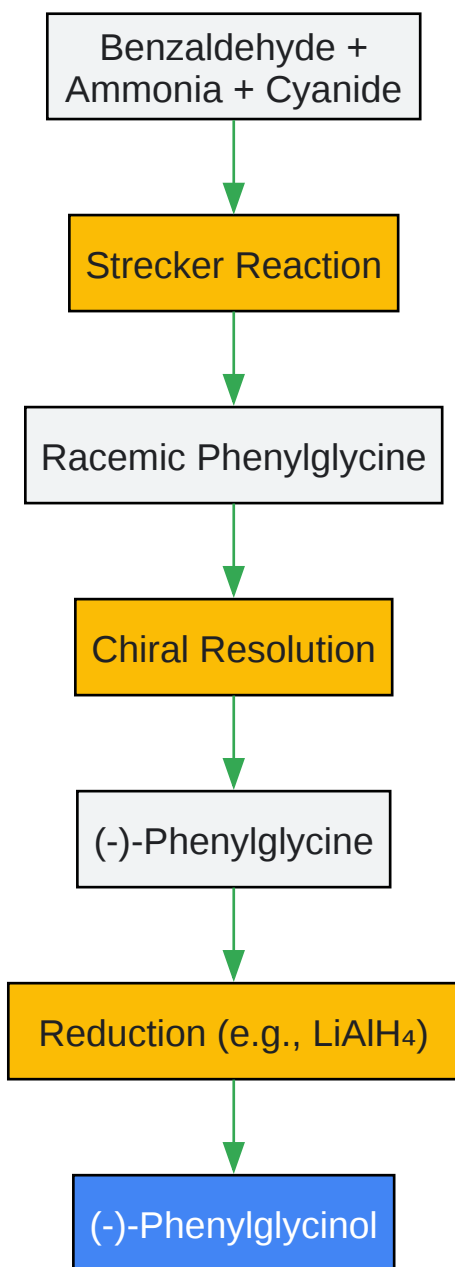 Benzaldehyde +
Ammonia + Cyanide
Strecker Reaction
Racemic Phenylglycine
Chiral Resolution
(-)-Phenylglycine
Reduction (e.g., LiAlH₄)
(-)-Phenylglycinol